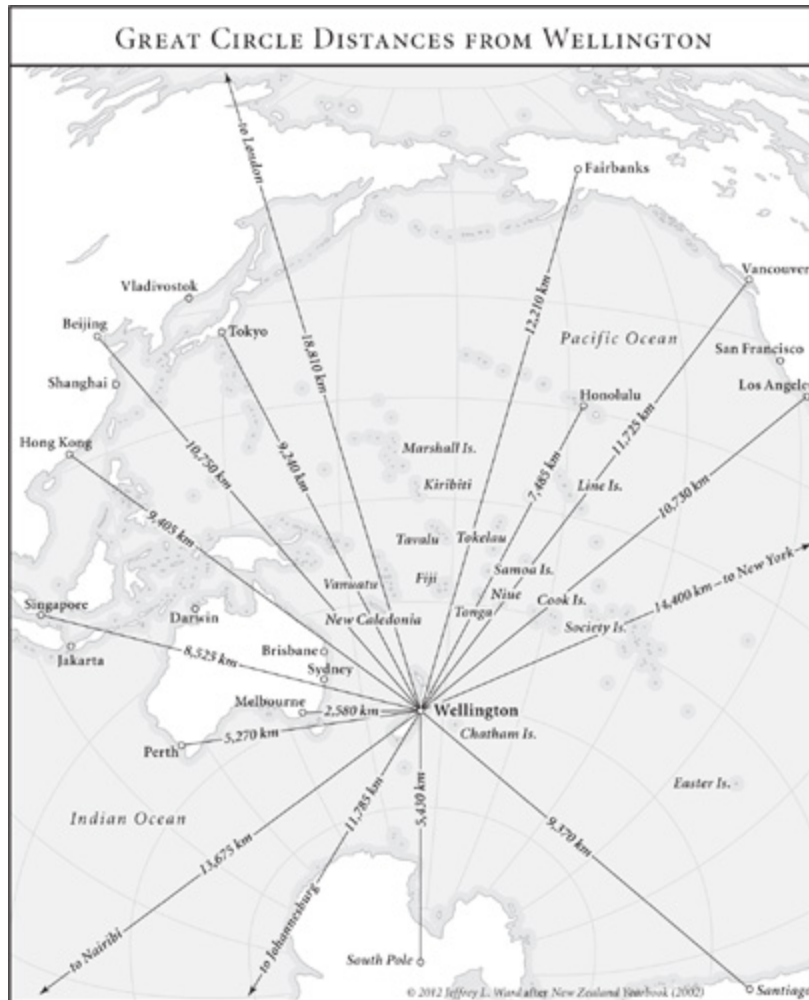 GREAT CIRCLE DISTANCES FROM WELLINGTON
to London
Fairbanks
Vancouver
Vladivostok
12,210 km
Beijing
Tokyo
Pacific Ocean
San Francisco
18,810 km
Shanghai
Los Angele
Honolulu
11,725 km
Hong Kong
Marshall Is.
10,750 km
9,240 km
7,485 km
Kiribiti
Line Is.
10,730 km
9,405 km
Tavalu
Tokelau
Samoa Is.
Vanuatu
Fiji
Niue
14,400 km – to New York
Cook Is.
Singapore
Darwin
New Caledonia
Tonga
Society Is.
Jakarta
8,525 km
Brisbane
Sydney
Melbourne
2,580 km
Wellington
Perth
5,270 km
Chatham Is.
Easter Is.
Indian Ocean
11,785 km
5,430 km
9,370 km
13,675 km
to Nairibi
to Johannesburg
South Pole
© 2012 Jeffrey L. Ward after New Zealand Yearbook (2002)
Santiago